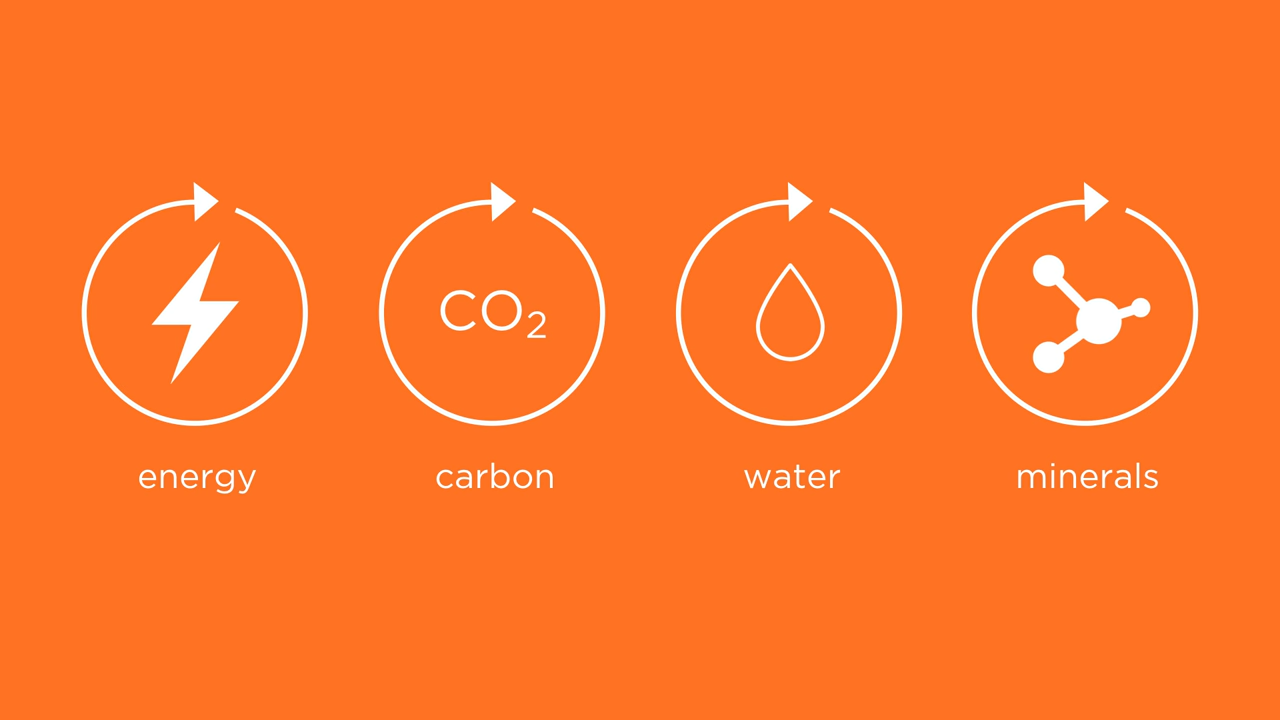 CO₂
energy
carbon
water
minerals